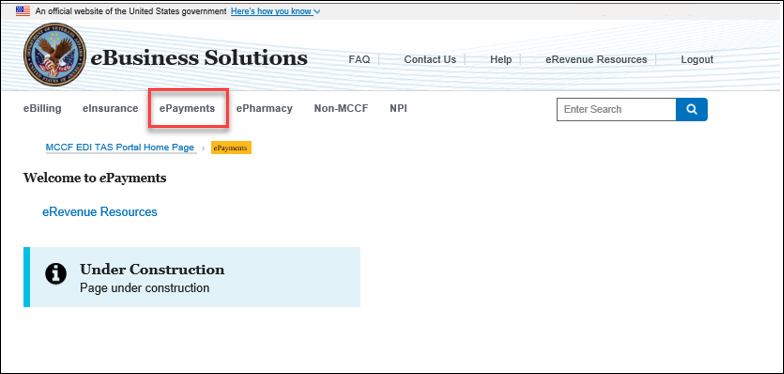 An official website of the United States government Here's how you know
eBusiness Solutions
FAQ Contact Us Help eRevenue Resources Logout
eBilling eInsurance ePayments ePharmacy Non-MCCF NPI Enter Search
MCCF EDI TAS Portal Home Page › ePayments
Welcome to ePayments
eRevenue Resources
Under Construction
Page under construction